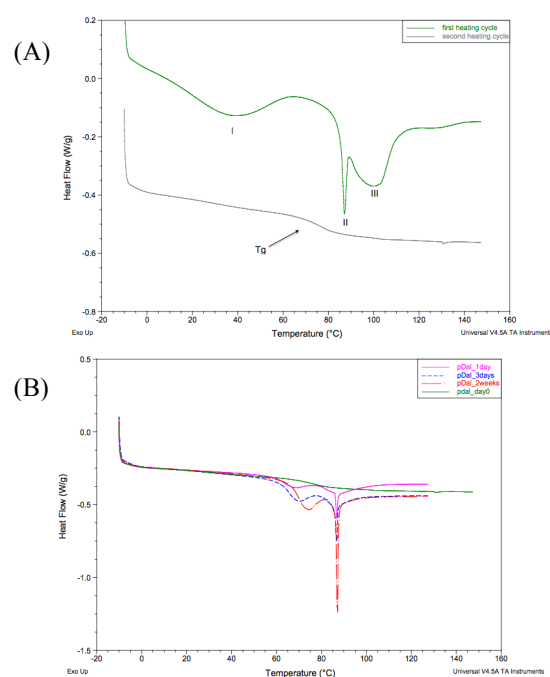 (A)
first heating cycle
second heating cycle
0.2
0.0
-0.2
-0.4
-0.6
-0.8
Heat Flow (W/g)
I
II
III
Tg
-20 0 20 40 60 80 100 120 140 160
Exo Up
Temperature (°C)
Universal V4.5A TA Instruments
(B)
pDal_1day
pDal_3days
pDal_2weeks
pdal_day0
0.5
0.0
-0.5
-1.0
-1.5
Heat Flow (W/g)
-20 0 20 40 60 80 100 120 140 160
Exo Up
Temperature (°C)
Universal V4.5A TA Instruments